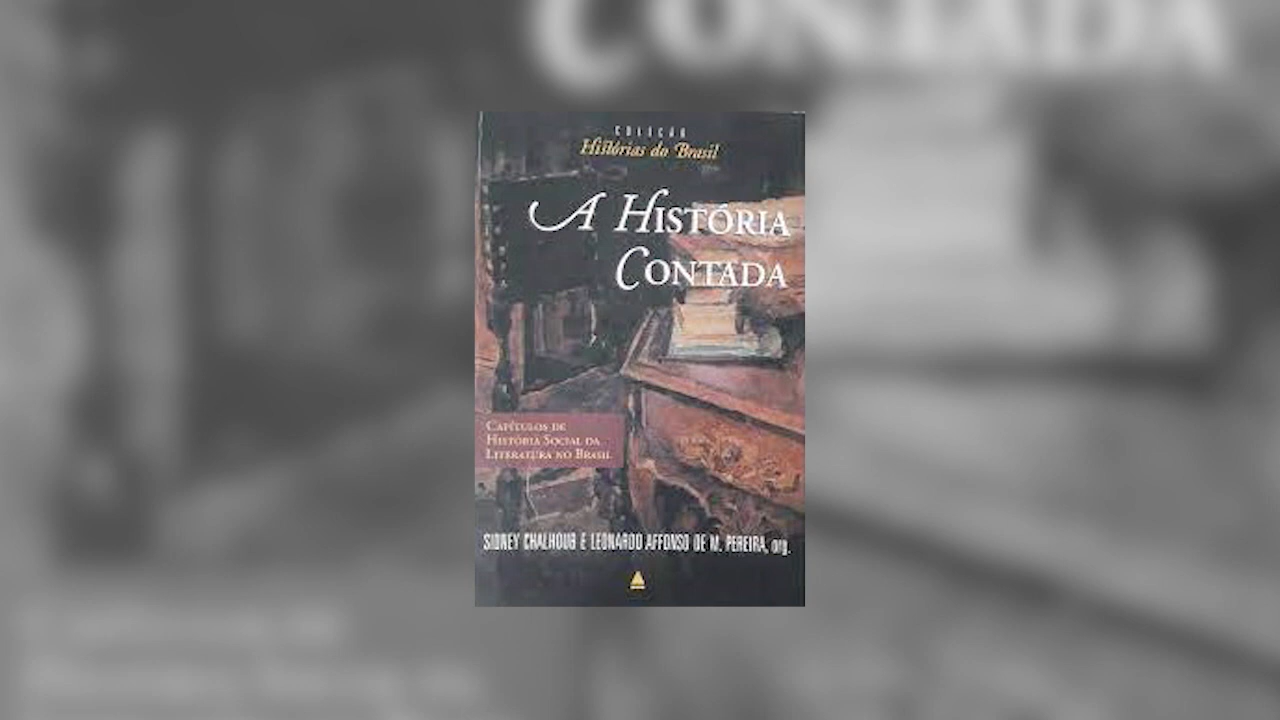 COLEÇÃO
Histórias do Brasil
A HISTÓRIA
CONTADA
CAPÍTULOS DE
HISTÓRIA SOCIAL DA
LITERATURA NO BRASIL
SIDNEY CHALHOUB E LEONARDO AFFONSO DE M. PEREIRA, org.
CONTADA